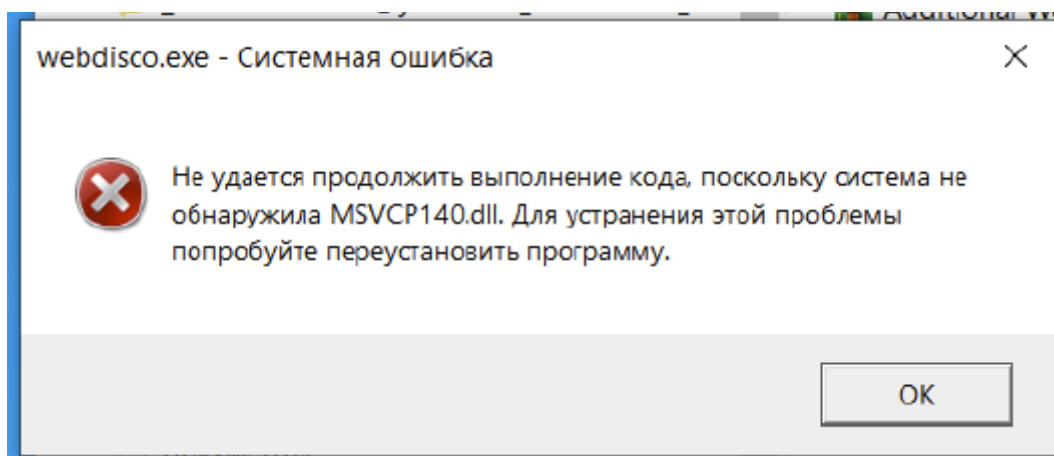 webdisco.exe - Системная ошибка
Не удается продолжить выполнение кода, поскольку система не
обнаружила MSVCP140.dll. Для устранения этой проблемы
попробуйте переустановить программу.
ОК